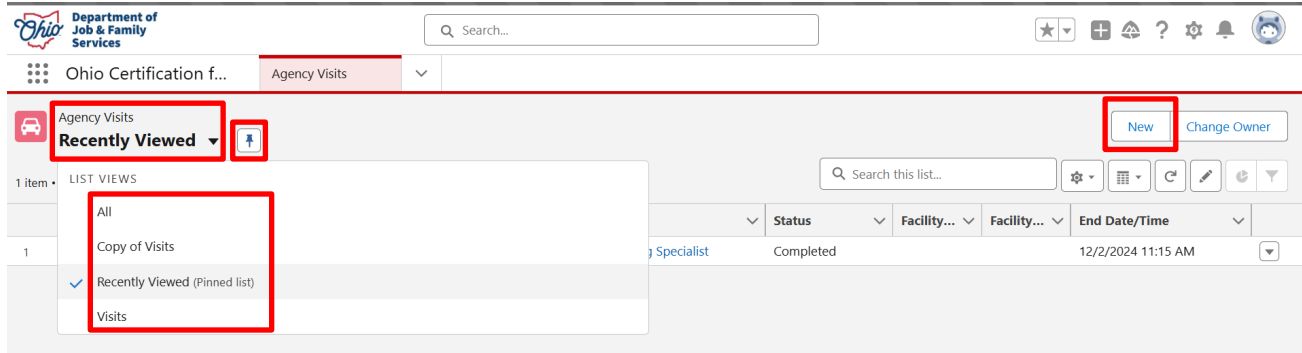 Ohio
Department of
Job & Family
Services
Search...
Ohio Certification f...
Agency Visits
Agency Visits
Recently Viewed
New
Change Owner
1 item •
Search this list...
LIST VIEWS
All
Copy of Visits
Recently Viewed (Pinned list)
Visits
Status
Facility...
Facility...
End Date/Time
1
Specialist
Completed
12/2/2024 11:15 AM